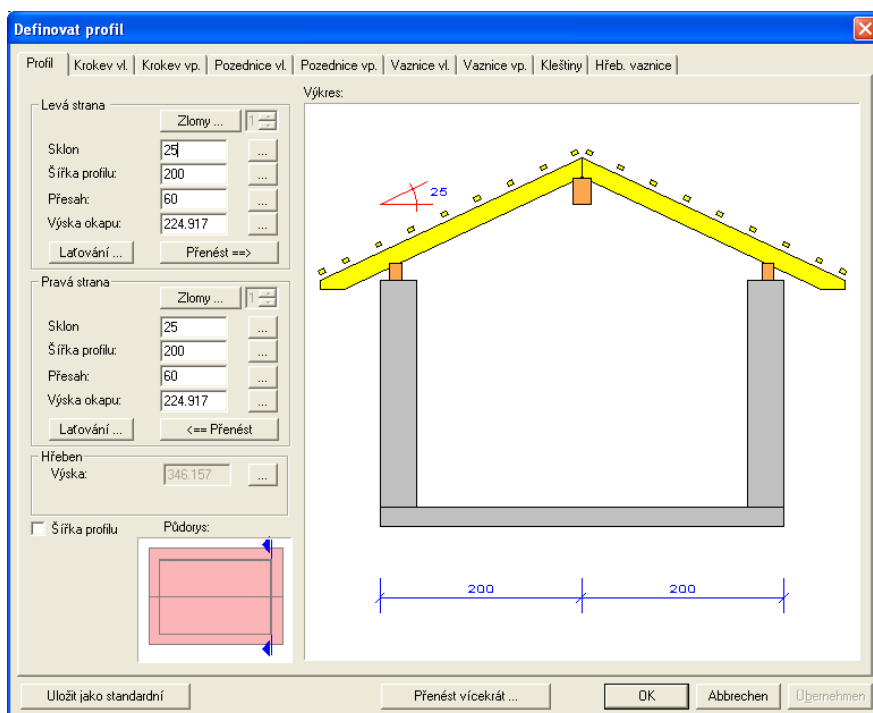 Definovat profil
Profil Krokev vl. Krokev vp. Pozednice vl. Pozednice vp. Vaznice vl. Vaznice vp. Kleštiny Hřeb. vaznice
Levá strana
Zlomy ... 1
Sklon 25 ...
Šířka profilu: 200 ...
Přesah: 60 ...
Výska okapu: 224.917 ...
Laťování ... Přenést ==>
Pravá strana
Zlomy ... 1
Sklon 25 ...
Šířka profilu: 200 ...
Přesah: 60 ...
Výska okapu: 224.917 ...
Laťování ... <== Přenést
Hřeben
Výska: 346.157 ...
Šířka profilu Půdorys:
Výkres:
25
200 200
Uložit jako standardní Přenést vícekrát ... OK Abbrechen Übernehmen